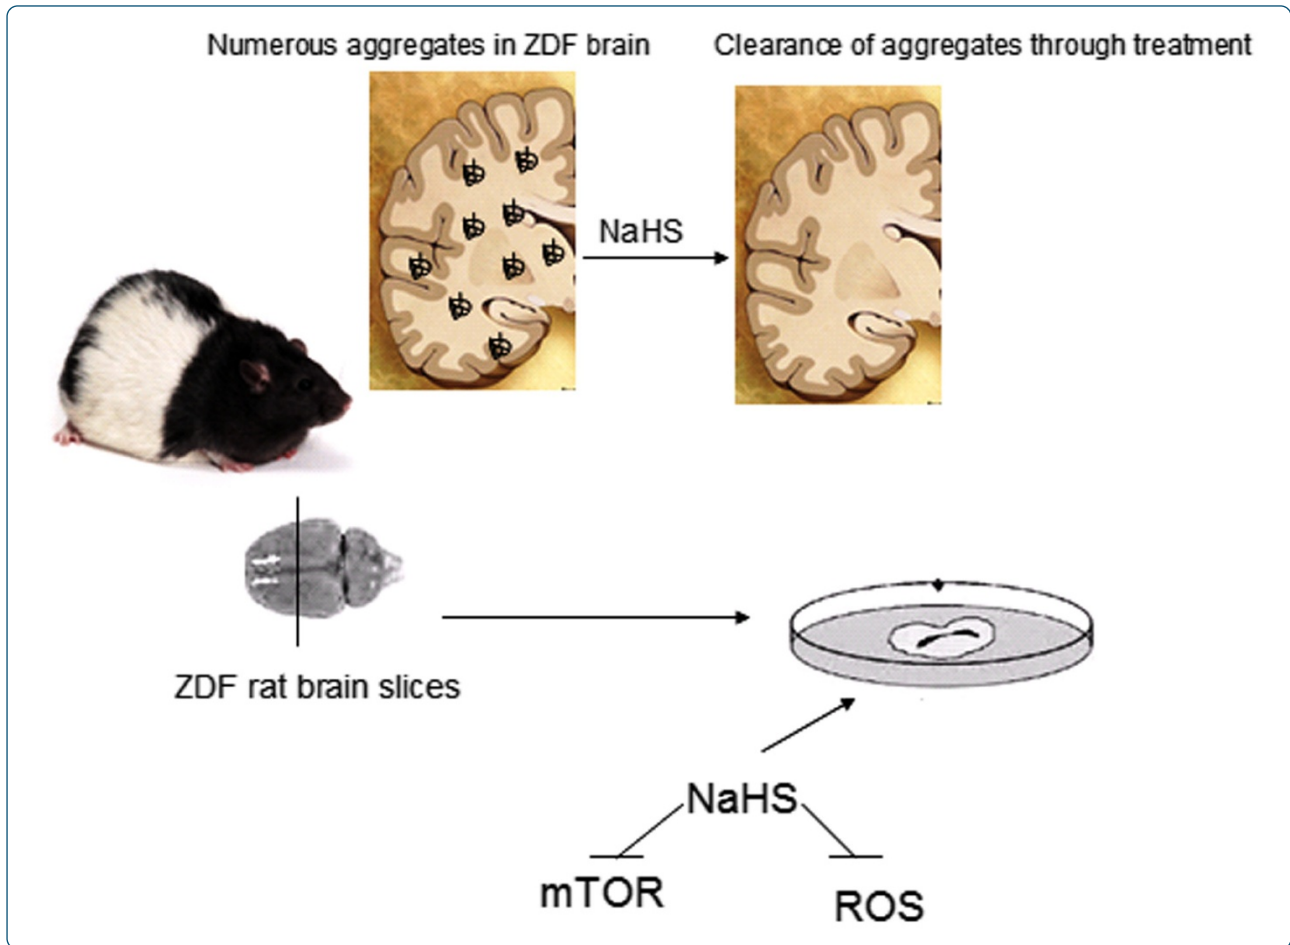 Numerous aggregates in ZDF brain
Clearance of aggregates through treatment
NaHS
ZDF rat brain slices
NaHS
mTOR
ROS